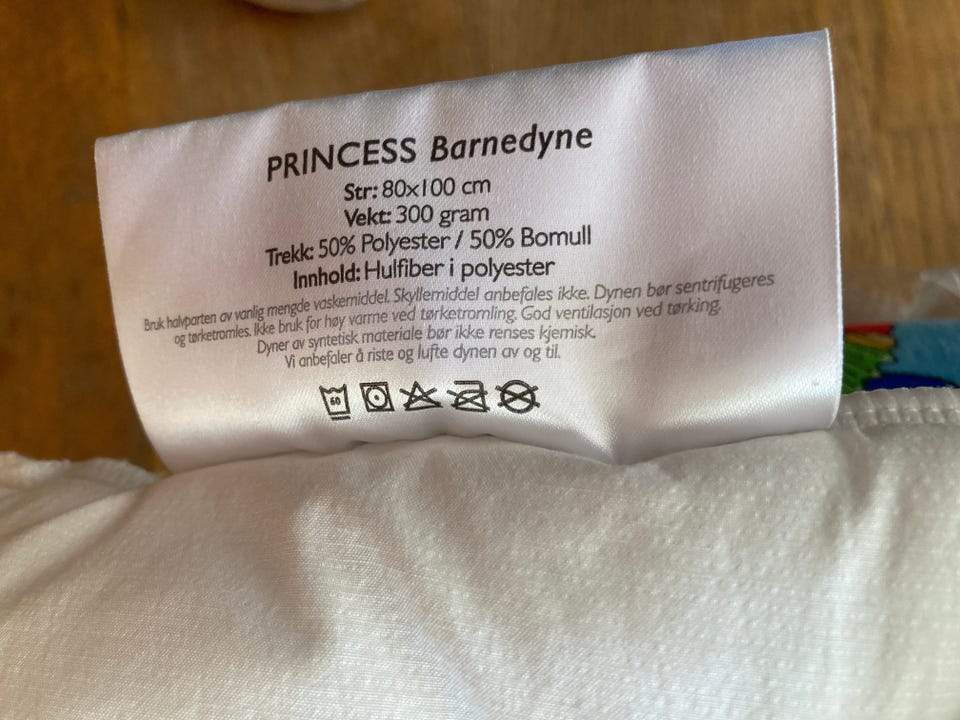 PRINCESS Barnedyne
Str: 80x100 cm
Vekt: 300 gram
Trekk: 50% Polyester / 50% Bomull
Innhold: Hulfiber i polyester
Bruk halvparten av vanlig mengde vaskemiddel. Skyllemiddel anbefales ikke. Dynen bør sentrifugeres
og tørketromles. Ikke bruk for høy varme ved tørketromling. God ventilasjon ved tørking.
Dyner av syntetisk materiale bør ikke renses kjemisk.
Vi anbefaler å riste og lufte dynen av og til.
60